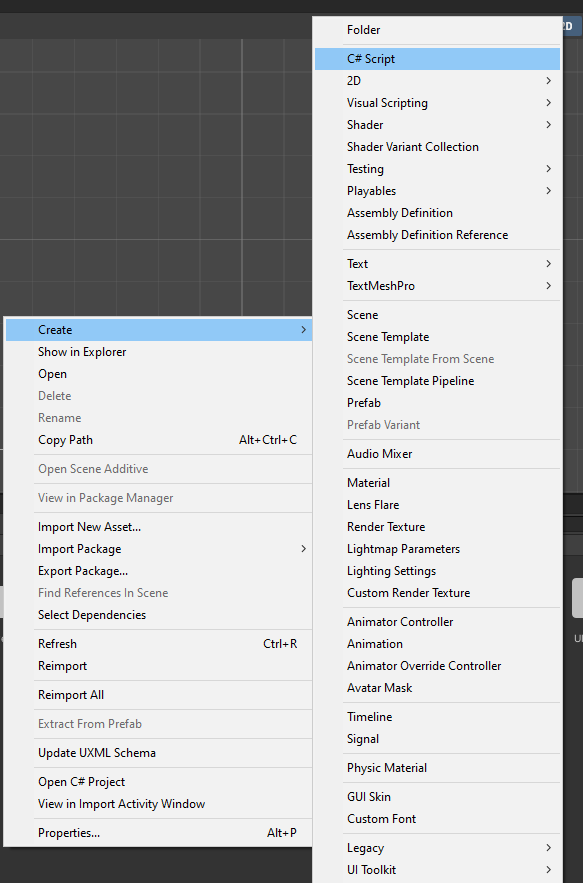 Folder
C# Script
2D
Visual Scripting
Shader
Shader Variant Collection
Testing
Playables
Assembly Definition
Assembly Definition Reference
Text
TextMeshPro
Scene
Scene Template
Scene Template From Scene
Scene Template Pipeline
Prefab
Prefab Variant
Audio Mixer
Material
Lens Flare
Render Texture
Lightmap Parameters
Lighting Settings
Custom Render Texture
Animator Controller
Animation
Animator Override Controller
Avatar Mask
Timeline
Signal
Physic Material
GUI Skin
Custom Font
Legacy
UI Toolkit
Create
Show in Explorer
Open
Delete
Rename
Copy Path Alt+Ctrl+C
Open Scene Additive
View in Package Manager
Import New Asset...
Import Package
Export Package...
Find References In Scene
Select Dependencies
Refresh Ctrl+R
Reimport
Reimport All
Extract From Prefab
Update UXML Schema
Open C# Project
View in Import Activity Window
Properties... Alt+P